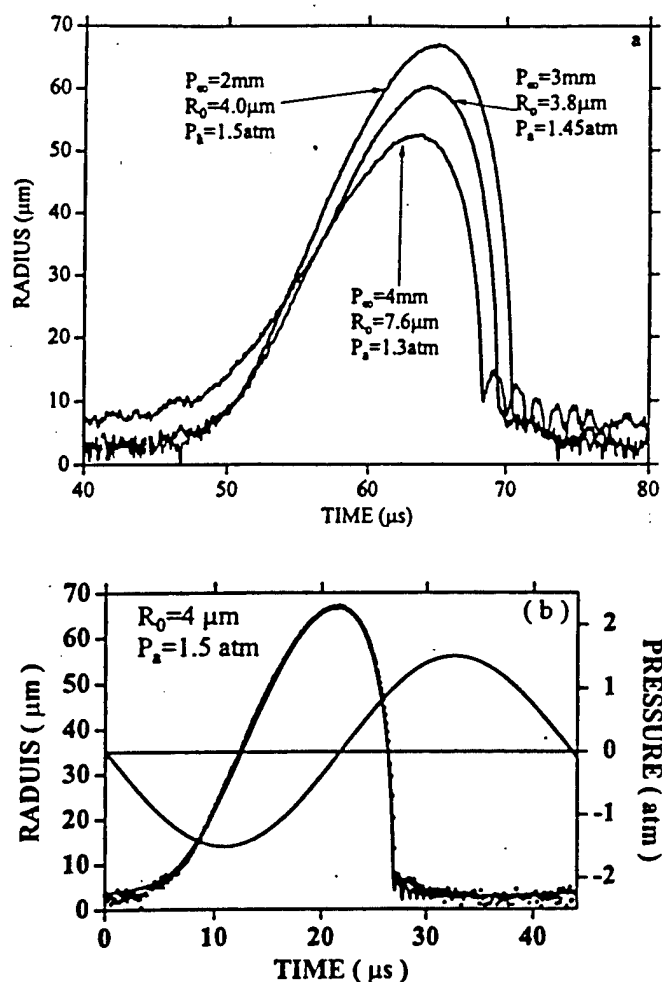 a
70
60
50
40
30
20
10
0
RADIUS (μm)
P∞=2mm
R₀=4.0μm
Pₐ=1.5atm
P∞=3mm
R₀=3.8μm
Pₐ=1.45atm
P∞=4mm
R₀=7.6μm
Pₐ=1.3atm
40 50 60 70 80
TIME (μs)
R₀=4 μm
Pₐ=1.5 atm
(b)
70
60
50
40
30
20
10
0
RADUIS ( μm )
2
1
0
-1
-2
PRESSURE ( atm )
0 10 20 30 40
TIME ( μs )